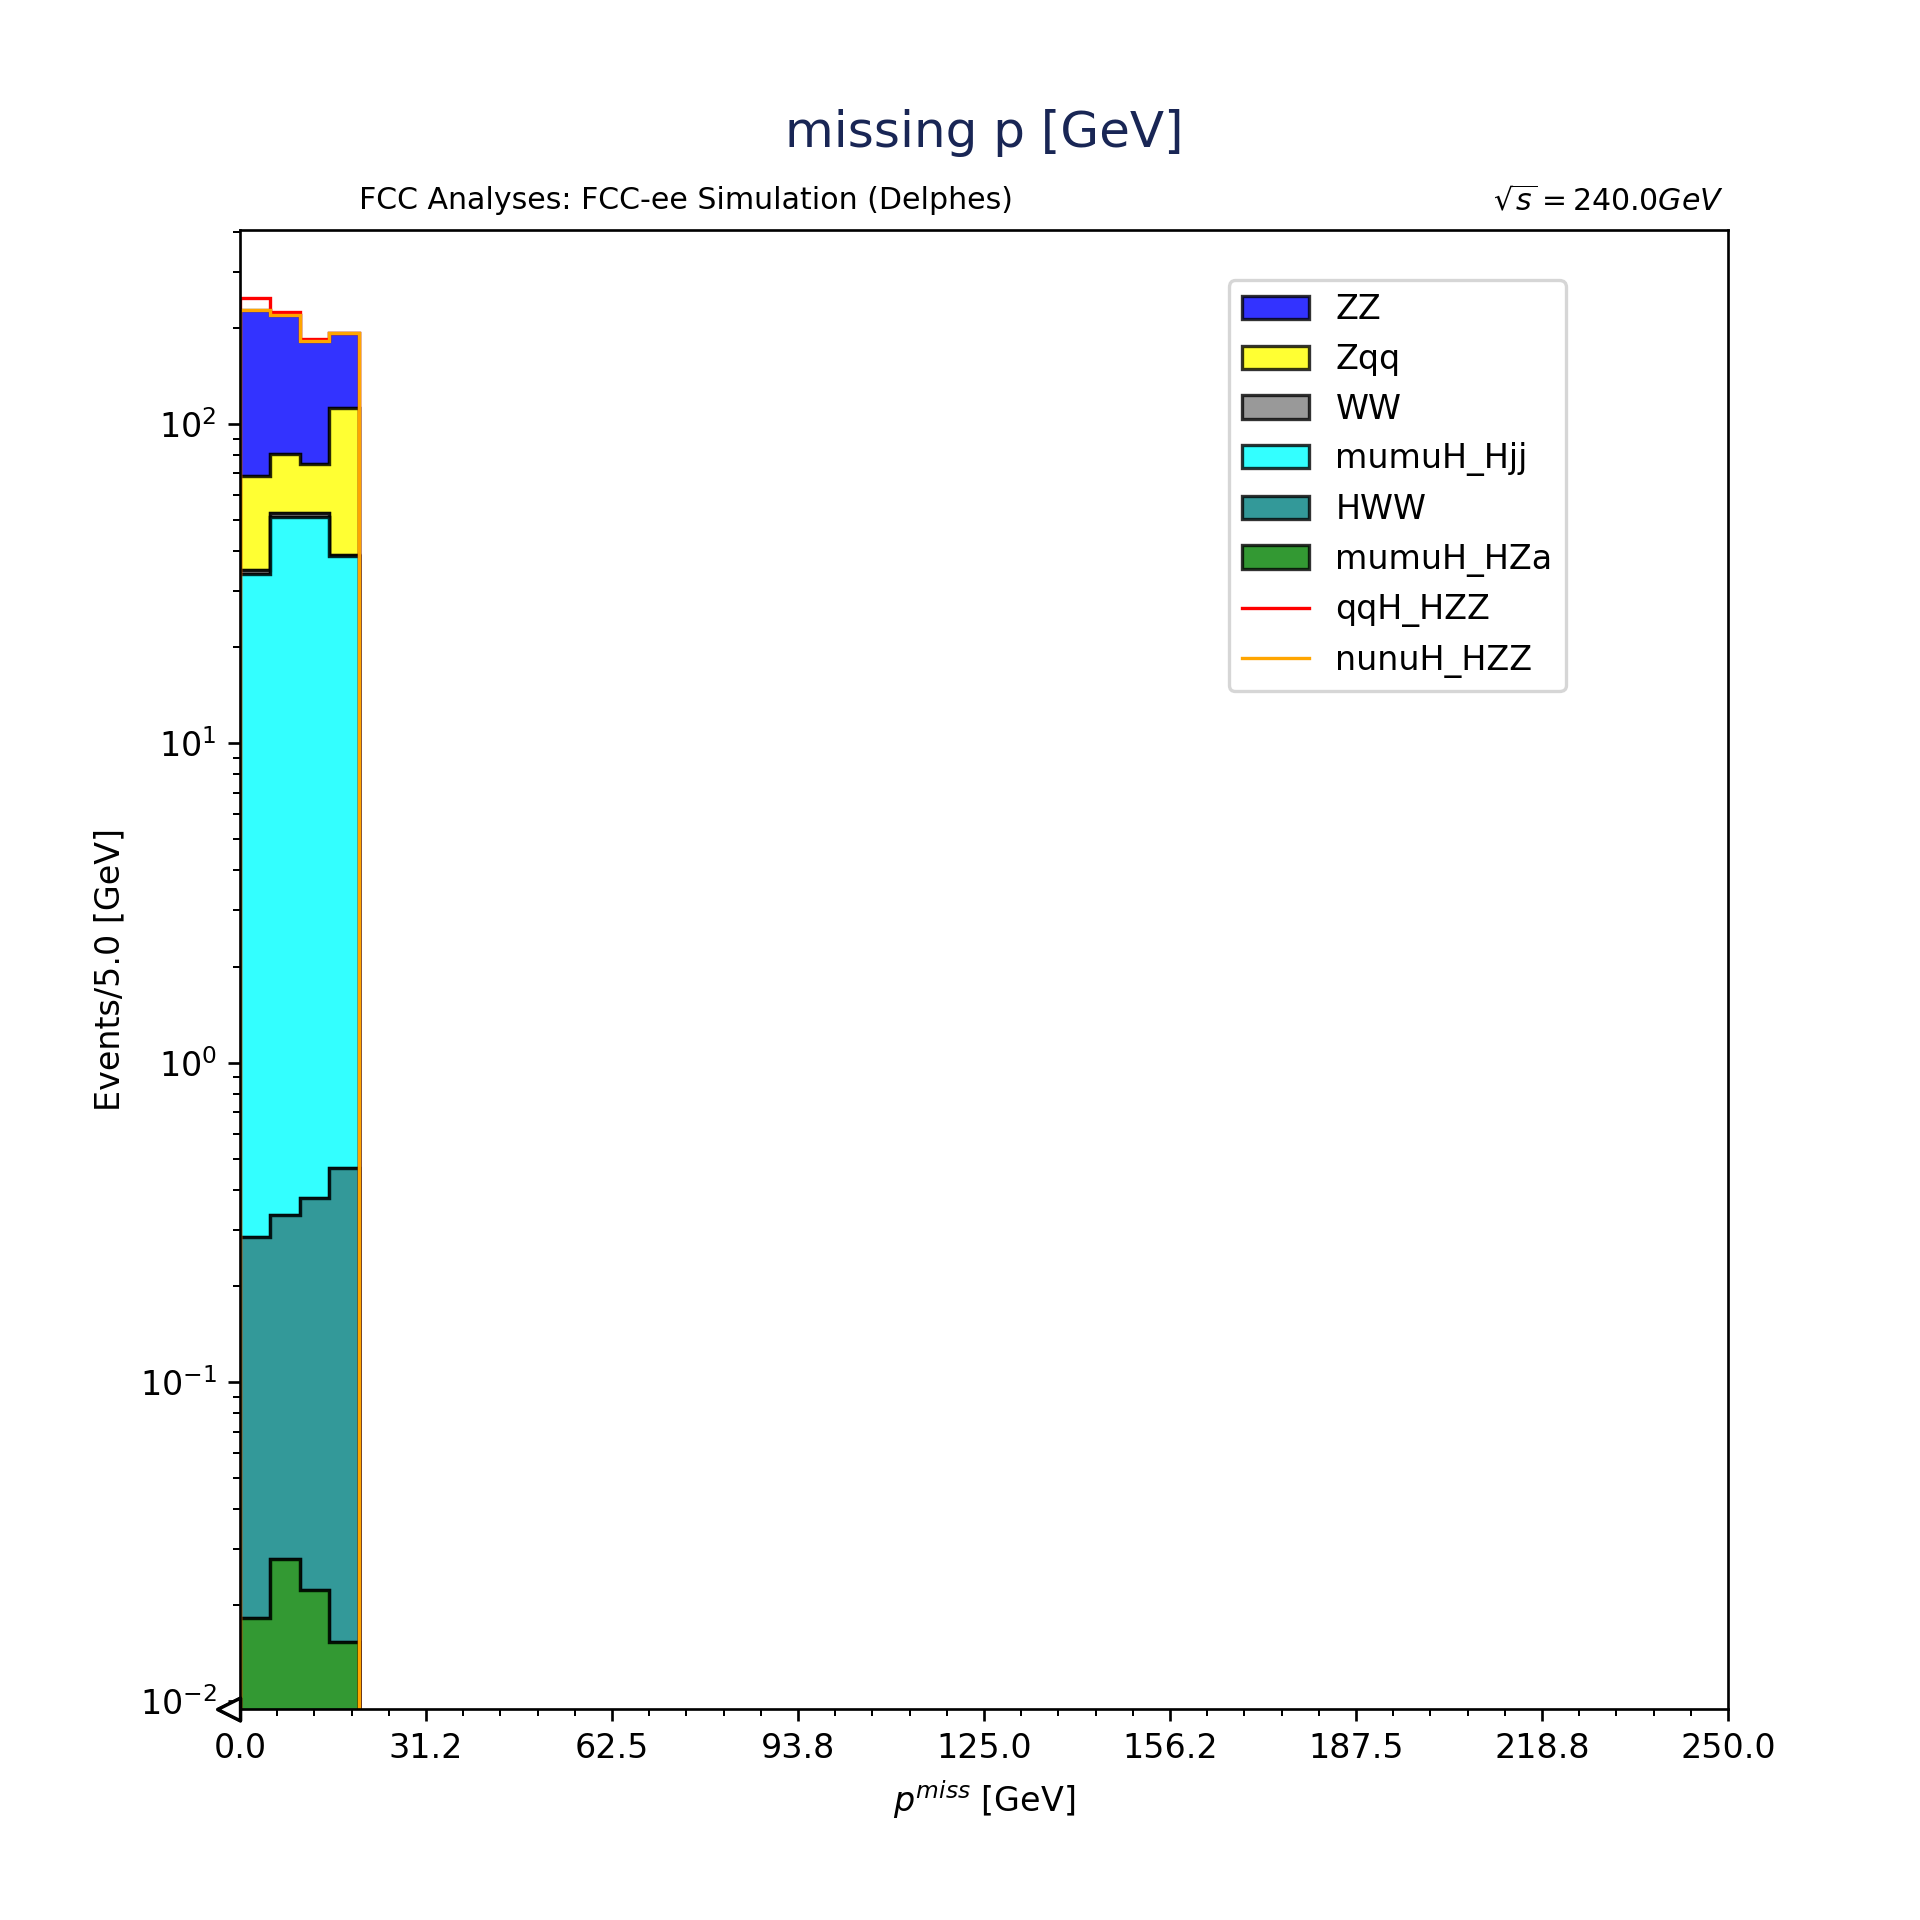 missing p [GeV]
FCC Analyses: FCC-ee Simulation (Delphes)
√s = 240.0GeV
ZZ
Zqq
WW
mumuH_Hjj
HWW
mumuH_HZa
qqH_HZZ
nunuH_HZZ
Events/5.0 [GeV]
10²
10¹
10⁰
10⁻¹
10⁻²
0.0 31.2 62.5 93.8 125.0 156.2 187.5 218.8 250.0
p^miss [GeV]